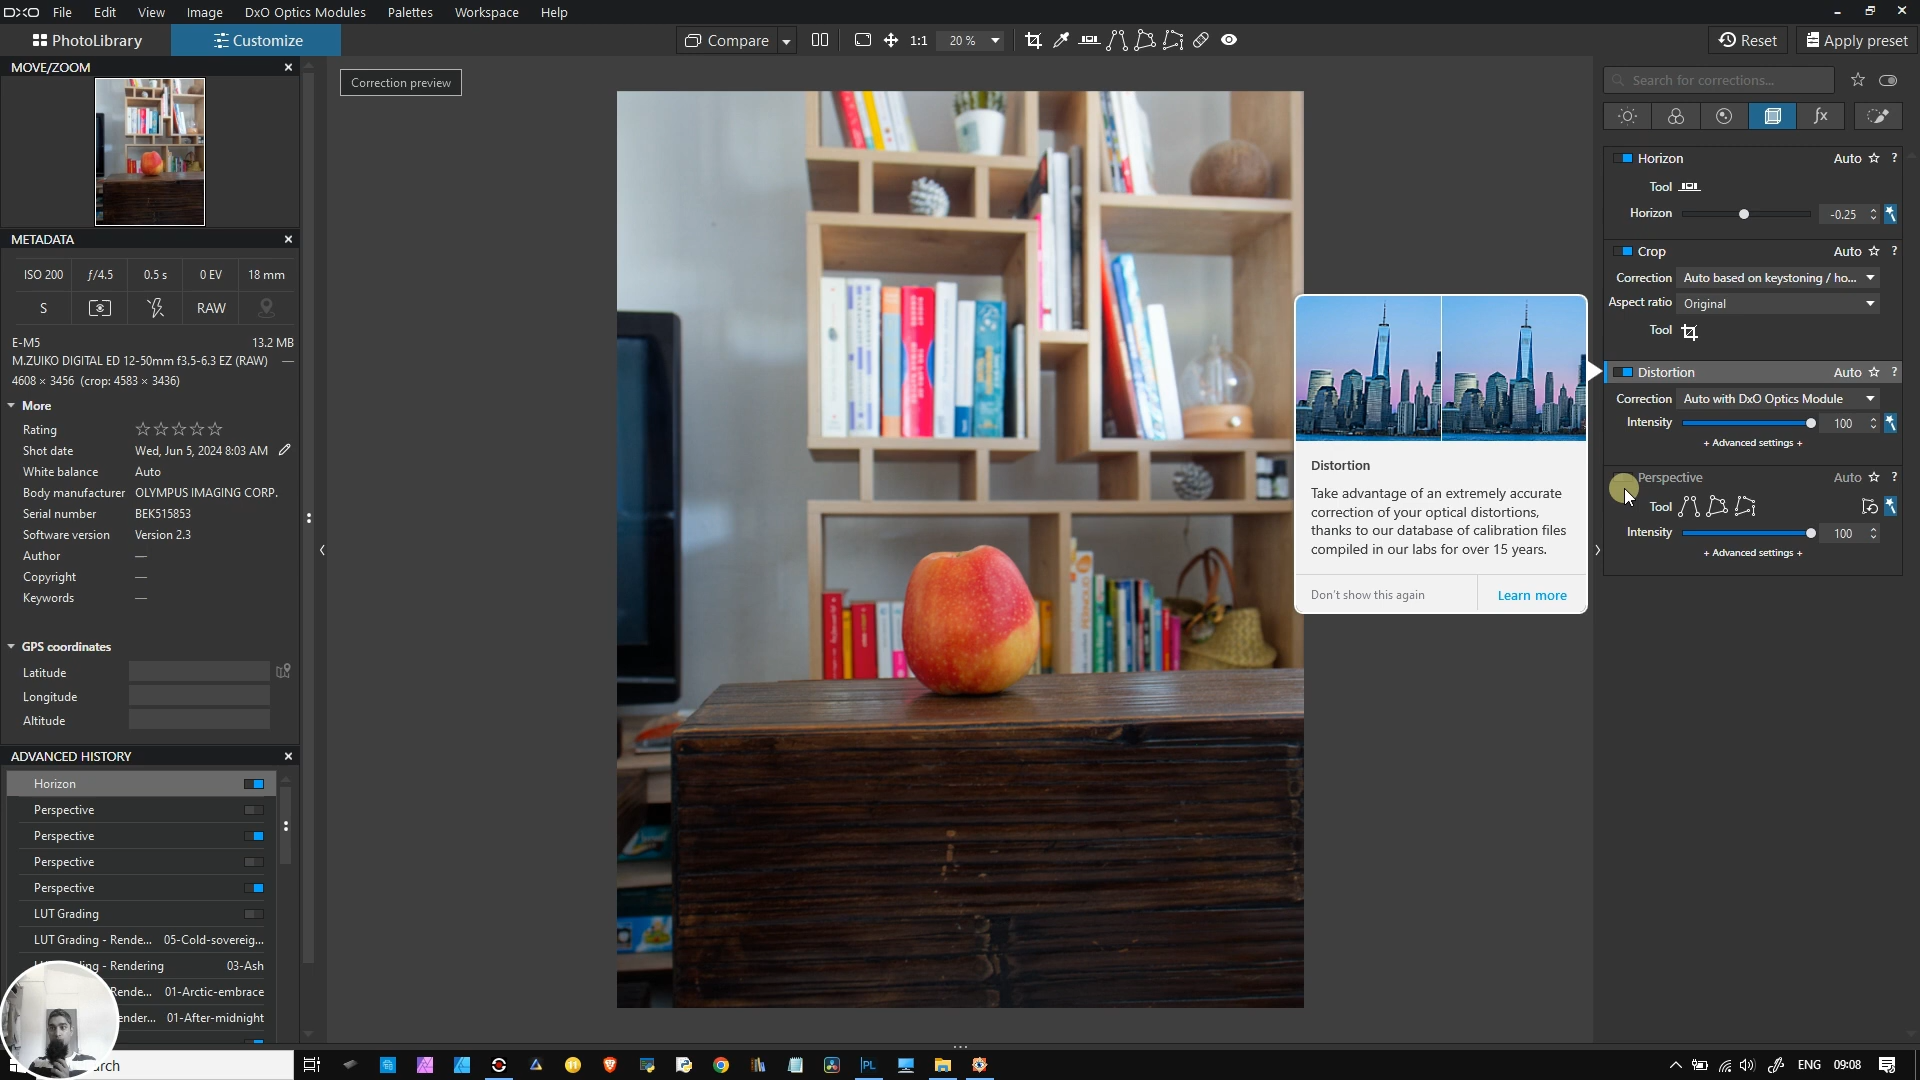 DXO File Edit View Image DxO Optics Modules Palettes Workspace Help
PhotoLibrary Customize Compare 1:1 20 % Reset Apply preset
MOVE/ZOOM
Correction preview
METADATA
ISO 200 ƒ/4.5 0.5 s 0 EV 18 mm
S RAW
E-M5 13.2 MB
M.ZUIKO DIGITAL ED 12-50mm f3.5-6.3 EZ (RAW) —
4608 × 3456 (crop: 4583 × 3436)
More
Rating
Shot date Wed, Jun 5, 2024 8:03 AM
White balance Auto
Body manufacturer OLYMPUS IMAGING CORP.
Serial number BEK515853
Software version Version 2.3
Author —
Copyright —
Keywords —
GPS coordinates
Latitude
Longitude
Altitude
ADVANCED HISTORY
Horizon
Perspective
Perspective
Perspective
Perspective
LUT Grading
LUT Grading - Rende... 05-Cold-sovereig...
ing - Rendering 03-Ash
Rende... 01-Arctic-embrace
ender... 01-After-midnight
Distortion
Take advantage of an extremely accurate
correction of your optical distortions,
thanks to our database of calibration files
compiled in our labs for over 15 years.
Don't show this again Learn more
Search for corrections...
fx
Horizon Auto ?
Tool
Horizon -0.25
Crop Auto ?
Correction Auto based on keystoning / ho...
Aspect ratio Original
Tool
Distortion Auto ?
Correction Auto with DxO Optics Module
Intensity 100
+ Advanced settings +
Perspective Auto ?
Tool
Intensity 100
+ Advanced settings +
rch PL ENG 09:08